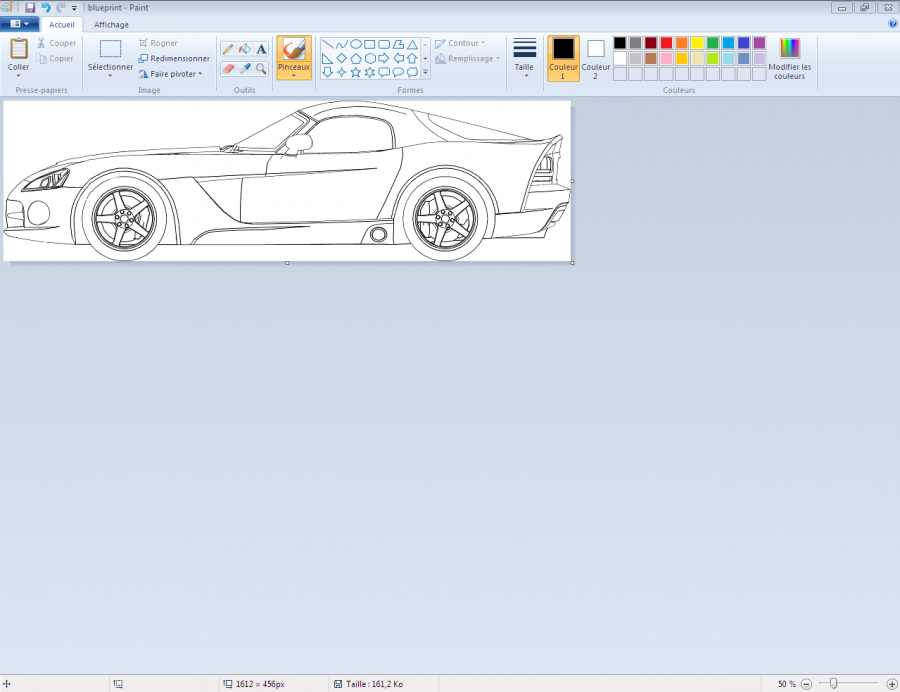 blueprint - Paint
Accueil
Affichage
Coller
Couper
Copier
Presse-papiers
Sélectionner
Rogner
Redimensionner
Faire pivoter
Image
A
Outils
Pinceaux
Contour
Remplissage
Formes
Taille
Couleur
1
Couleur
2
Modifier les
couleurs
Couleurs
1612 × 456px
Taille : 161,2 Ko
50 %